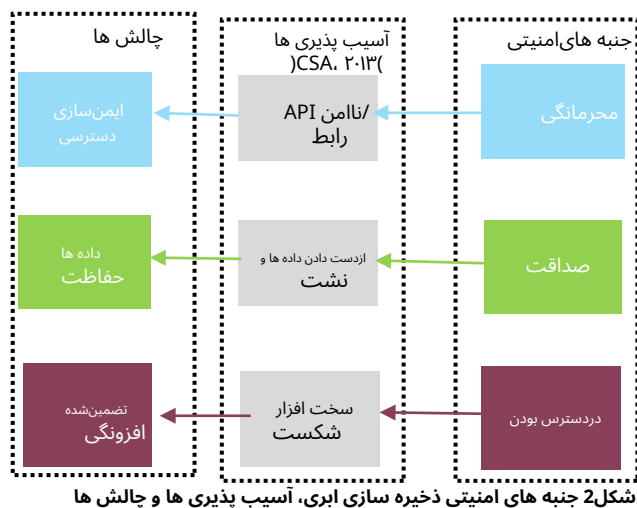 جنبه های‌امنیتی
محرمانگی
صداقت
دردسترس بودن
آسیب پذیری ها
)CSA، ۲۰۱۳(
ناامن API/
رابط
ازدست دادن داده ها و
نشت
سخت افزار
شکست
چالش ها
ایمن‌سازی
دسترسی
داده ها
حفاظت
تضمین‌شده
افزونگی
شکل2 جنبه های امنیتی ذخیره سازی ابری، آسیب پذیری ها و چالش ها